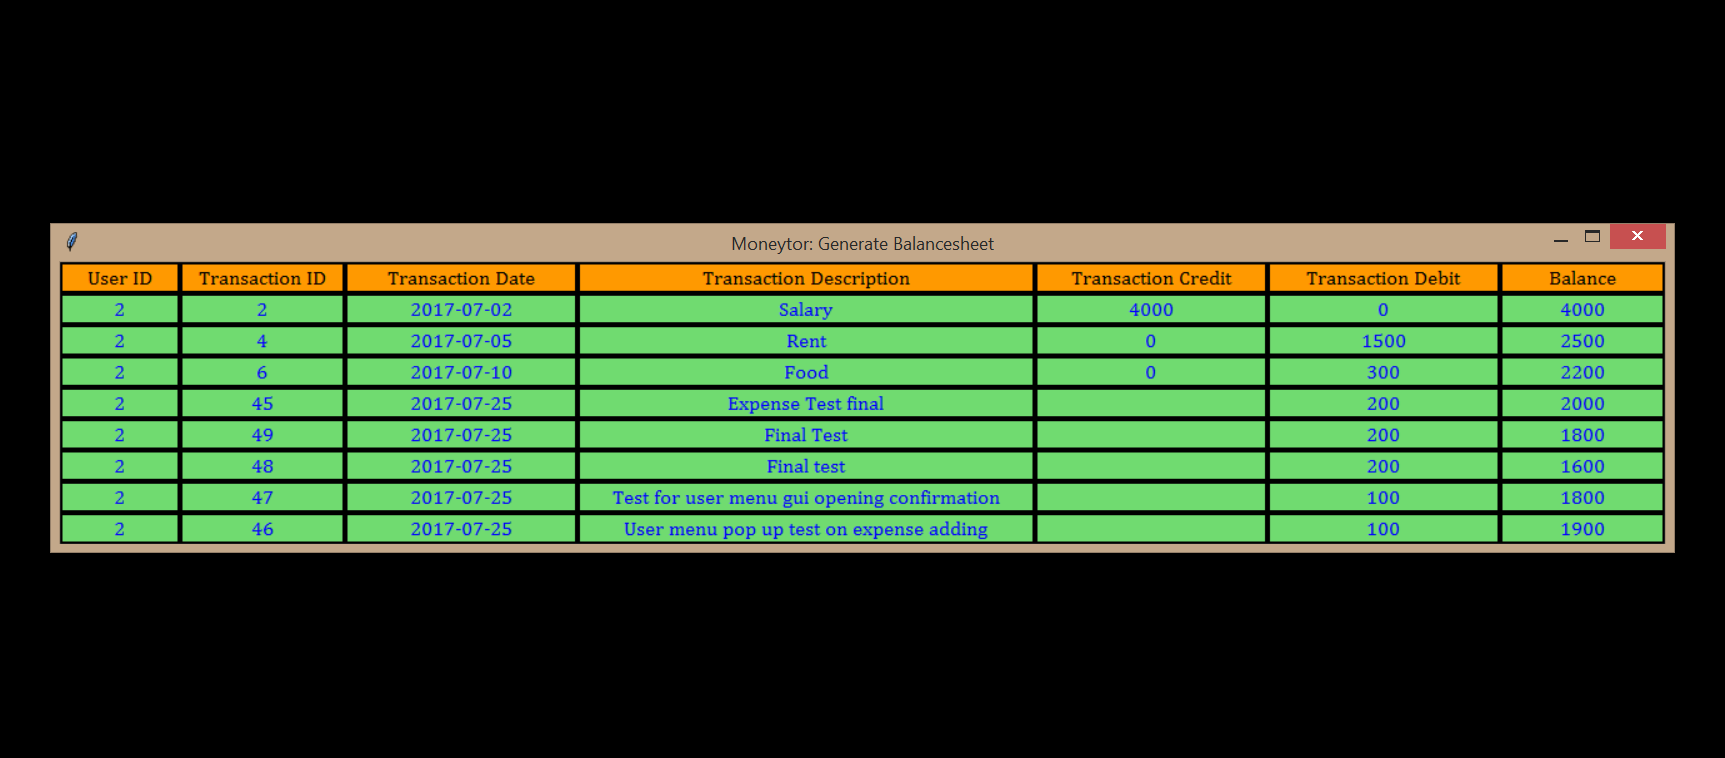 Moneytor: Generate Balancesheet
User ID Transaction ID Transaction Date Transaction Description Transaction Credit Transaction Debit Balance
2 2 2017-07-02 Salary 4000 0 4000
2 4 2017-07-05 Rent 0 1500 2500
2 6 2017-07-10 Food 0 300 2200
2 45 2017-07-25 Expense Test final 200 2000
2 49 2017-07-25 Final Test 200 1800
2 48 2017-07-25 Final test 200 1600
2 47 2017-07-25 Test for user menu gui opening confirmation 100 1800
2 46 2017-07-25 User menu pop up test on expense adding 100 1900